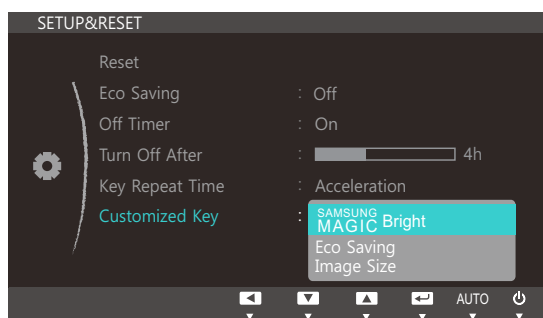 SETUP&RESET
Reset
Eco Saving : Off
Off Timer : On
Turn Off After : 4h
Key Repeat Time : Acceleration
Customized Key : SAMSUNG MAGIC Bright
Eco Saving
Image Size
AUTO